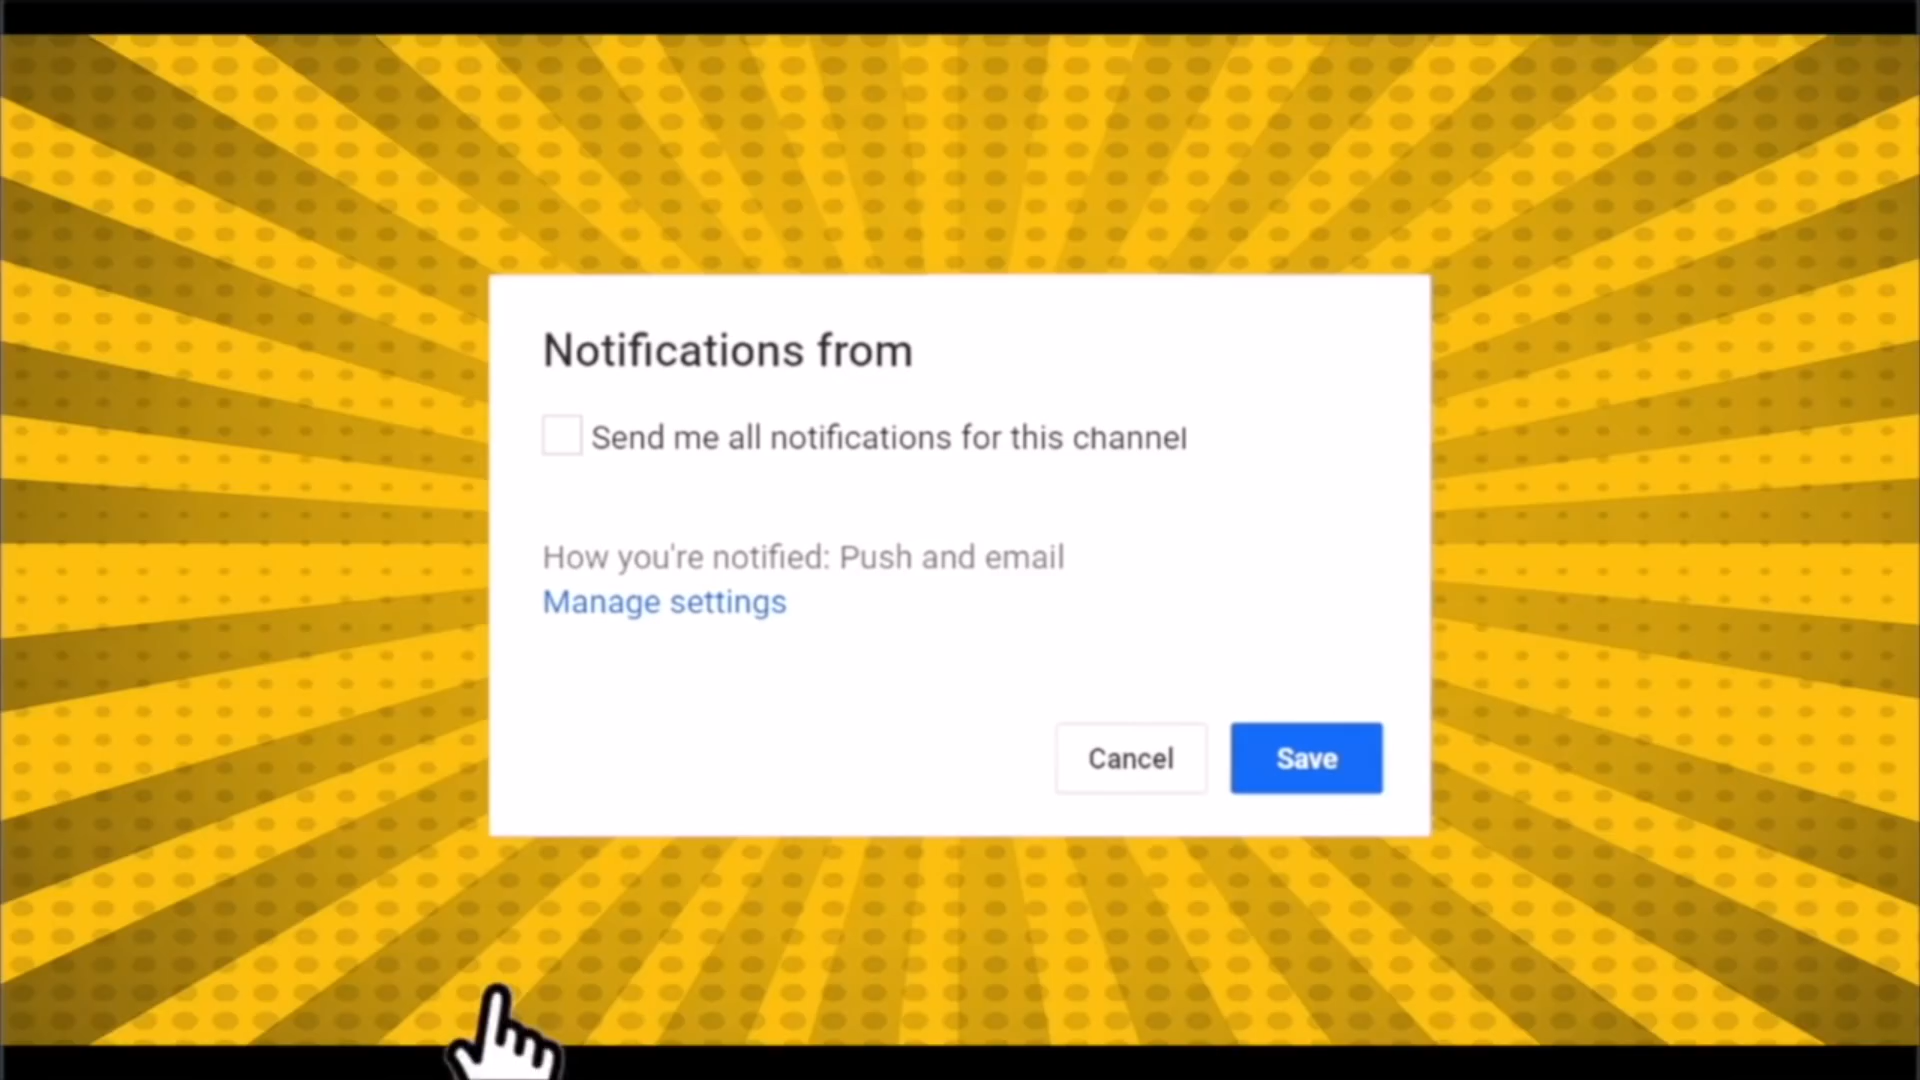 Notifications from
Send me all notifications for this channel
How you're notified: Push and email
Manage settings
Cancel Save